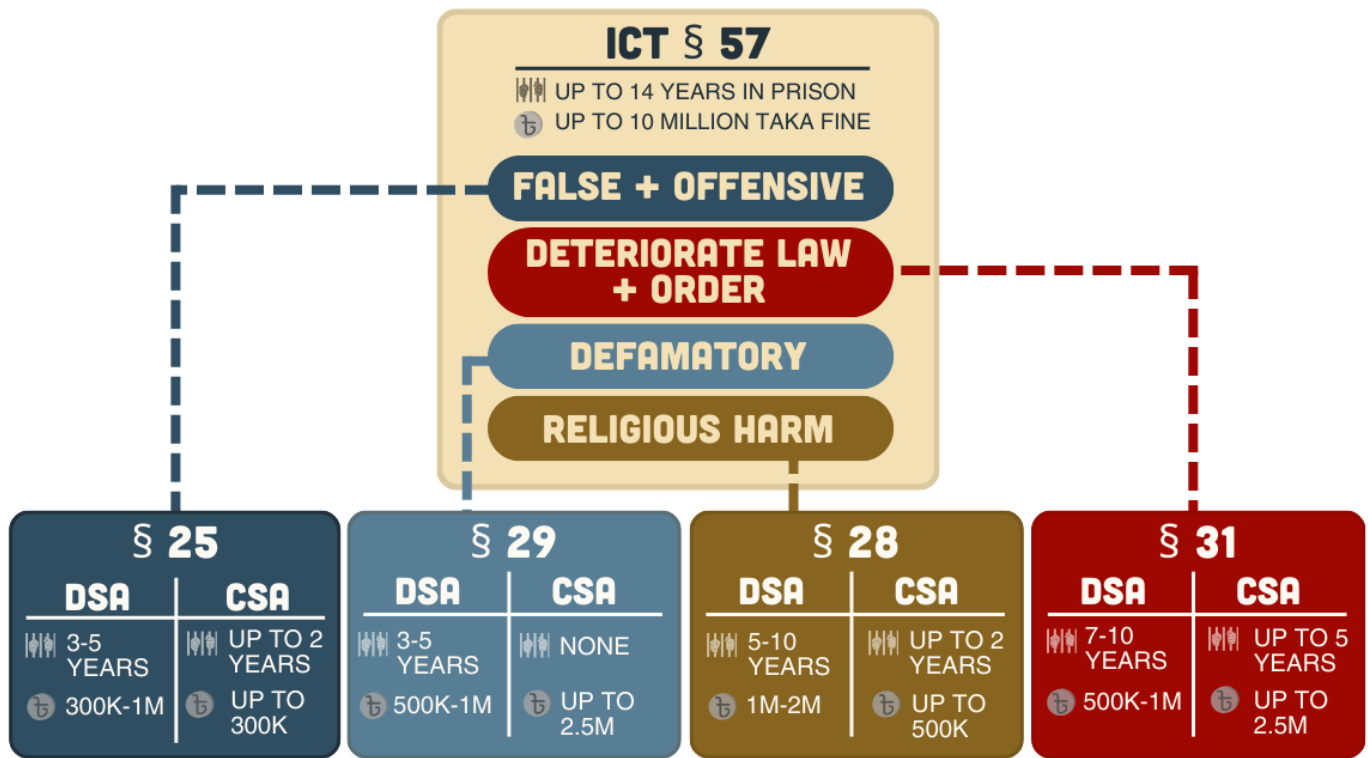 ICT § 57
UP TO 14 YEARS IN PRISON
৳ UP TO 10 MILLION TAKA FINE
FALSE + OFFENSIVE
DETERIORATE LAW
+ ORDER
DEFAMATORY
RELIGIOUS HARM
§ 25
DSA
3-5
YEARS
৳ 300K-1M
CSA
UP TO 2
YEARS
৳ UP TO
300K
§ 29
DSA
3-5
YEARS
৳ 500K-1M
CSA
NONE
৳ UP TO
2.5M
§ 28
DSA
5-10
YEARS
৳ 1M-2M
CSA
UP TO 2
YEARS
৳ UP TO
500K
§ 31
DSA
7-10
YEARS
৳ 500K-1M
CSA
UP TO 5
YEARS
৳ UP TO
2.5M